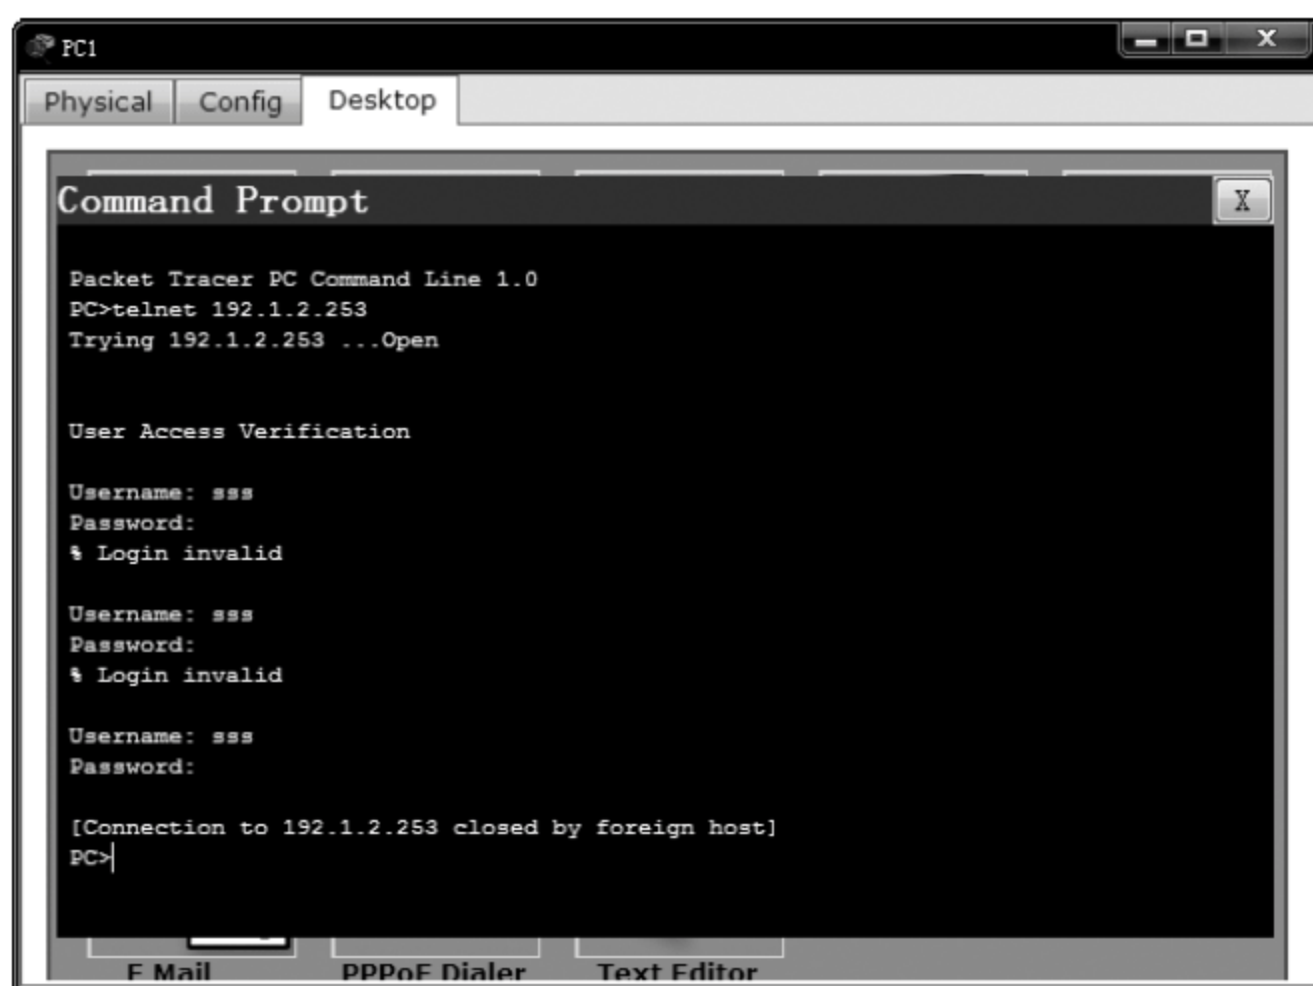 PC1
X
Physical
Config
Desktop
Command Prompt
X
Packet Tracer PC Command Line 1.0
PC>telnet 192.1.2.253
Trying 192.1.2.253 ...Open
User Access Verification
Username: sss
Password:
% Login invalid
Username: sss
Password:
% Login invalid
Username: sss
Password:
[Connection to 192.1.2.253 closed by foreign host]
PC>
E Mail
PPPoE Dialer
Text Editor